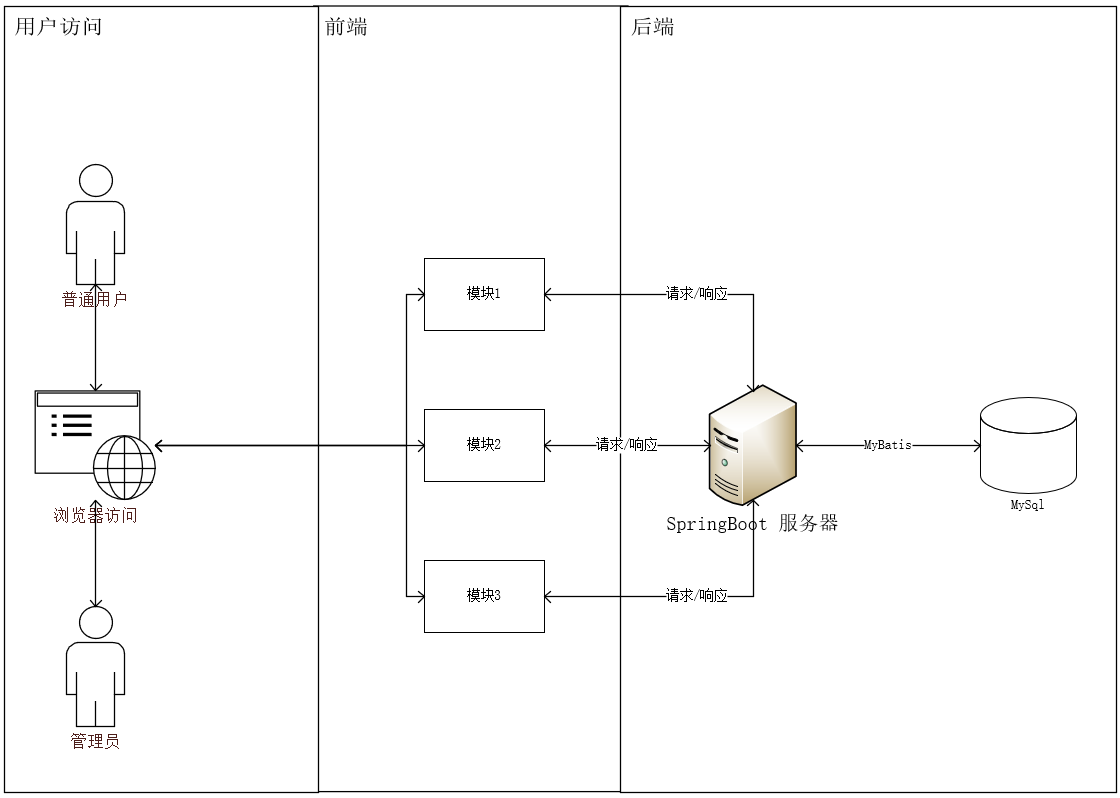 用户访问
前端
后端
普通用户
浏览器访问
管理员
模块1
模块2
模块3
请求/响应
请求/响应
请求/响应
SpringBoot 服务器
MyBatis
MySql